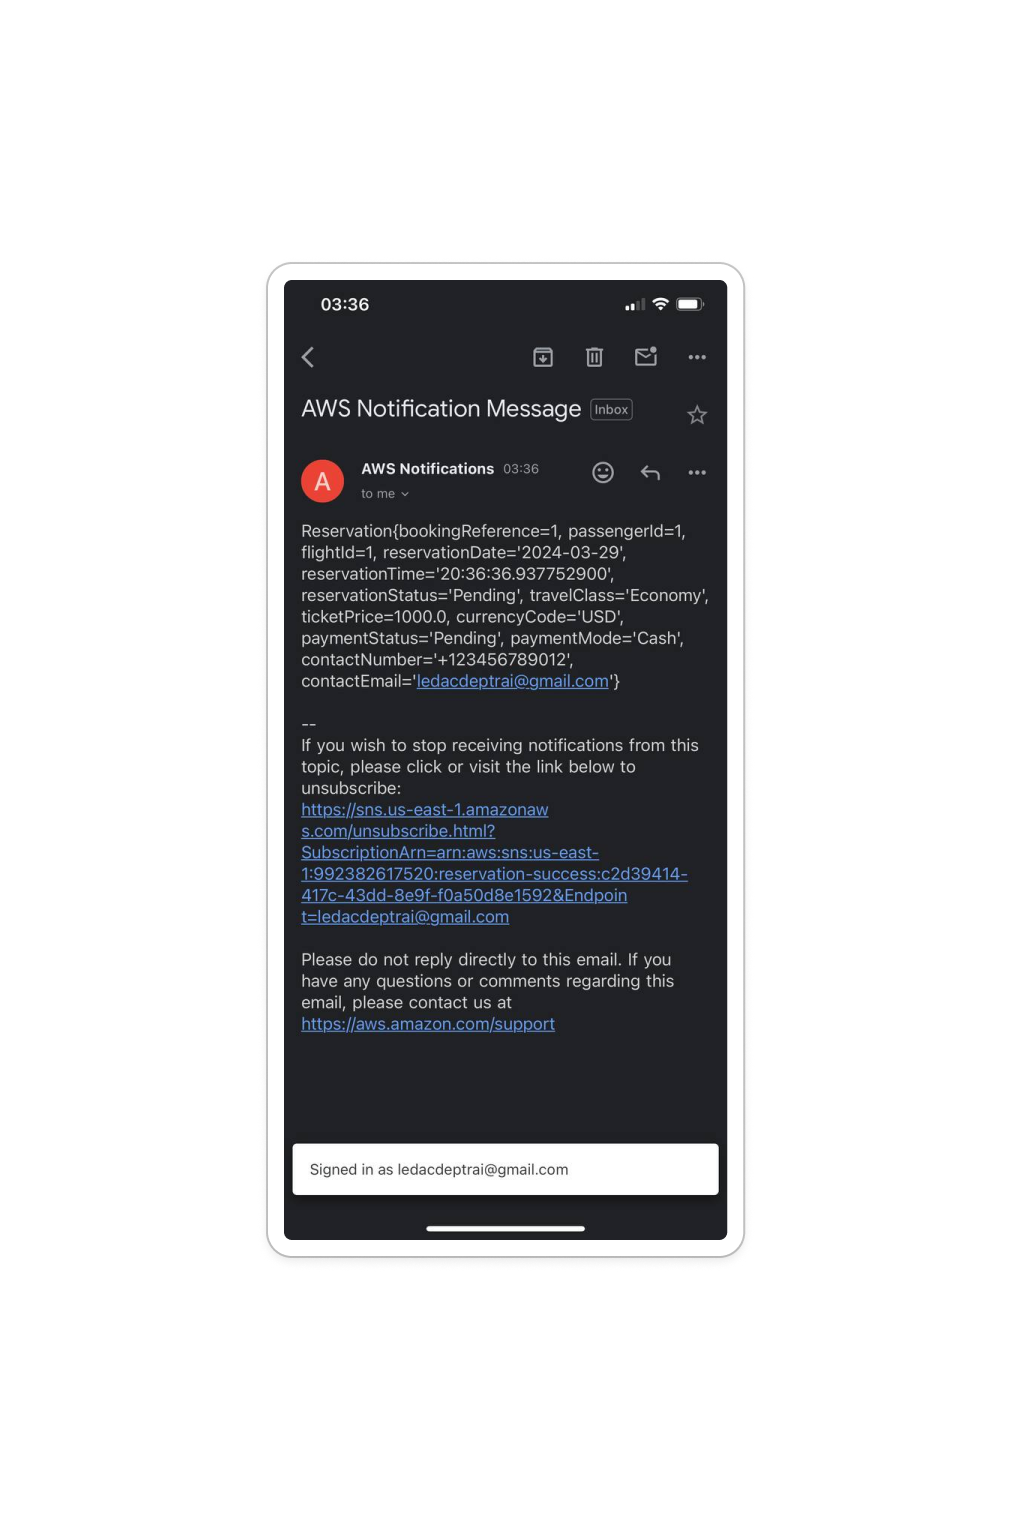 03:36
AWS Notification Message Inbox
A
AWS Notifications 03:36
to me
Reservation{bookingReference=1, passengerId=1,
flightId=1, reservationDate='2024-03-29',
reservationTime='20:36:36.937752900',
reservationStatus='Pending', travelClass='Economy',
ticketPrice=1000.0, currencyCode='USD',
paymentStatus='Pending', paymentMode='Cash',
contactNumber='+123456789012',
contactEmail='ledacdeptrai@gmail.com'}
--
If you wish to stop receiving notifications from this
topic, please click or visit the link below to
unsubscribe:
https://sns.us-east-1.amazonaw
s.com/unsubscribe.html?
SubscriptionArn=arn:aws:sns:us-east-
1:992382617520:reservation-success:c2d39414-
417c-43dd-8e9f-f0a50d8e1592&Endpoin
t=ledacdeptrai@gmail.com
Please do not reply directly to this email. If you
have any questions or comments regarding this
email, please contact us at
https://aws.amazon.com/support
Signed in as ledacdeptrai@gmail.com